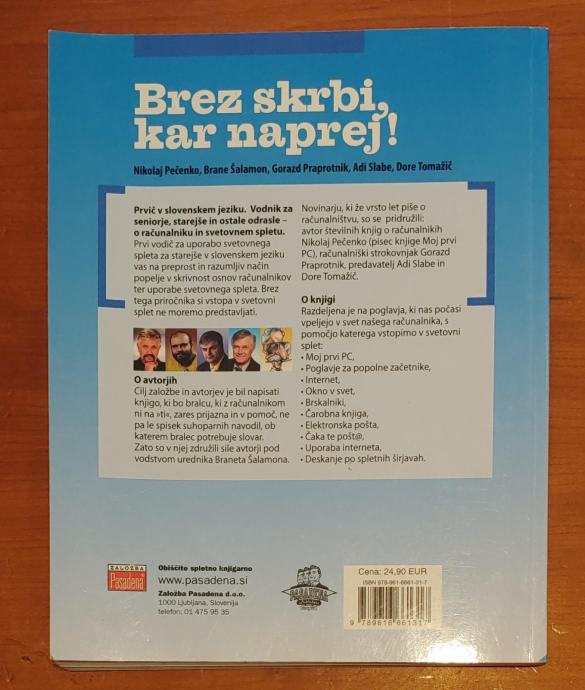 Brez skrbi,
kar naprej!
Nikolaj Pečenko, Brane Šalamon, Gorazd Praprotnik, Adi Slabe, Dore Tomažič
Prvič v slovenskem jeziku. Vodnik za
seniorje, starejše in ostale odrasle –
o računalniku in svetovnem spletu.
Prvi vodič za uporabo svetovnega
spleta za starejše v slovenskem jeziku
vas na preprost in razumljiv način
popelje v skrivnost osnov računalnikov
ter uporabe svetovnega spleta. Brez
tega priročnika si vstopa v svetovni
splet ne moremo predstavljati.
O avtorjih
Cilj založbe in avtorjev je bil napisati
knjigo, ki bo bralcu, ki z računalnikom
ni na »ti«, zares prijazna in v pomoč, ne
pa le spisek suhoparnih navodil, ob
katerem bralec potrebuje slovar.
Zato so v njej združili sile avtorji pod
vodstvom urednika Braneta Šalamona.
Novinarju, ki že vrsto let piše o
računalništvu, so se pridružili:
avtor številnih knjig o računalnikih
Nikolaj Pečenko (pisec knjige Moj prvi
PC), računalniški strokovnjak Gorazd
Praprotnik, predavatelj Adi Slabe in
Dore Tomažič.
O knjigi
Razdeljena je na poglavja, ki nas počasi
vpeljejo v svet našega računalnika, s
pomočjo katerega vstopimo v svetovni
splet:
• Moj prvi PC,
• Poglavje za popolne začetnike,
• Internet,
• Okno v svet,
• Brskalniki,
• Čarobna knjiga,
• Elektronska pošta,
• Čaka te pošt@,
• Uporaba interneta,
• Deskanje po spletnih širjavah.
ZALOŽBA
Pasadena
Obiščite spletno knjigarno
www.pasadena.si
Založba Pasadena d.o.o.
1000 Ljubljana, Slovenija
telefon: 01 475 95 35
PASADENA
Cena: 24,90 EUR
ISBN 978-961-6661-31-7
9 789616 661317